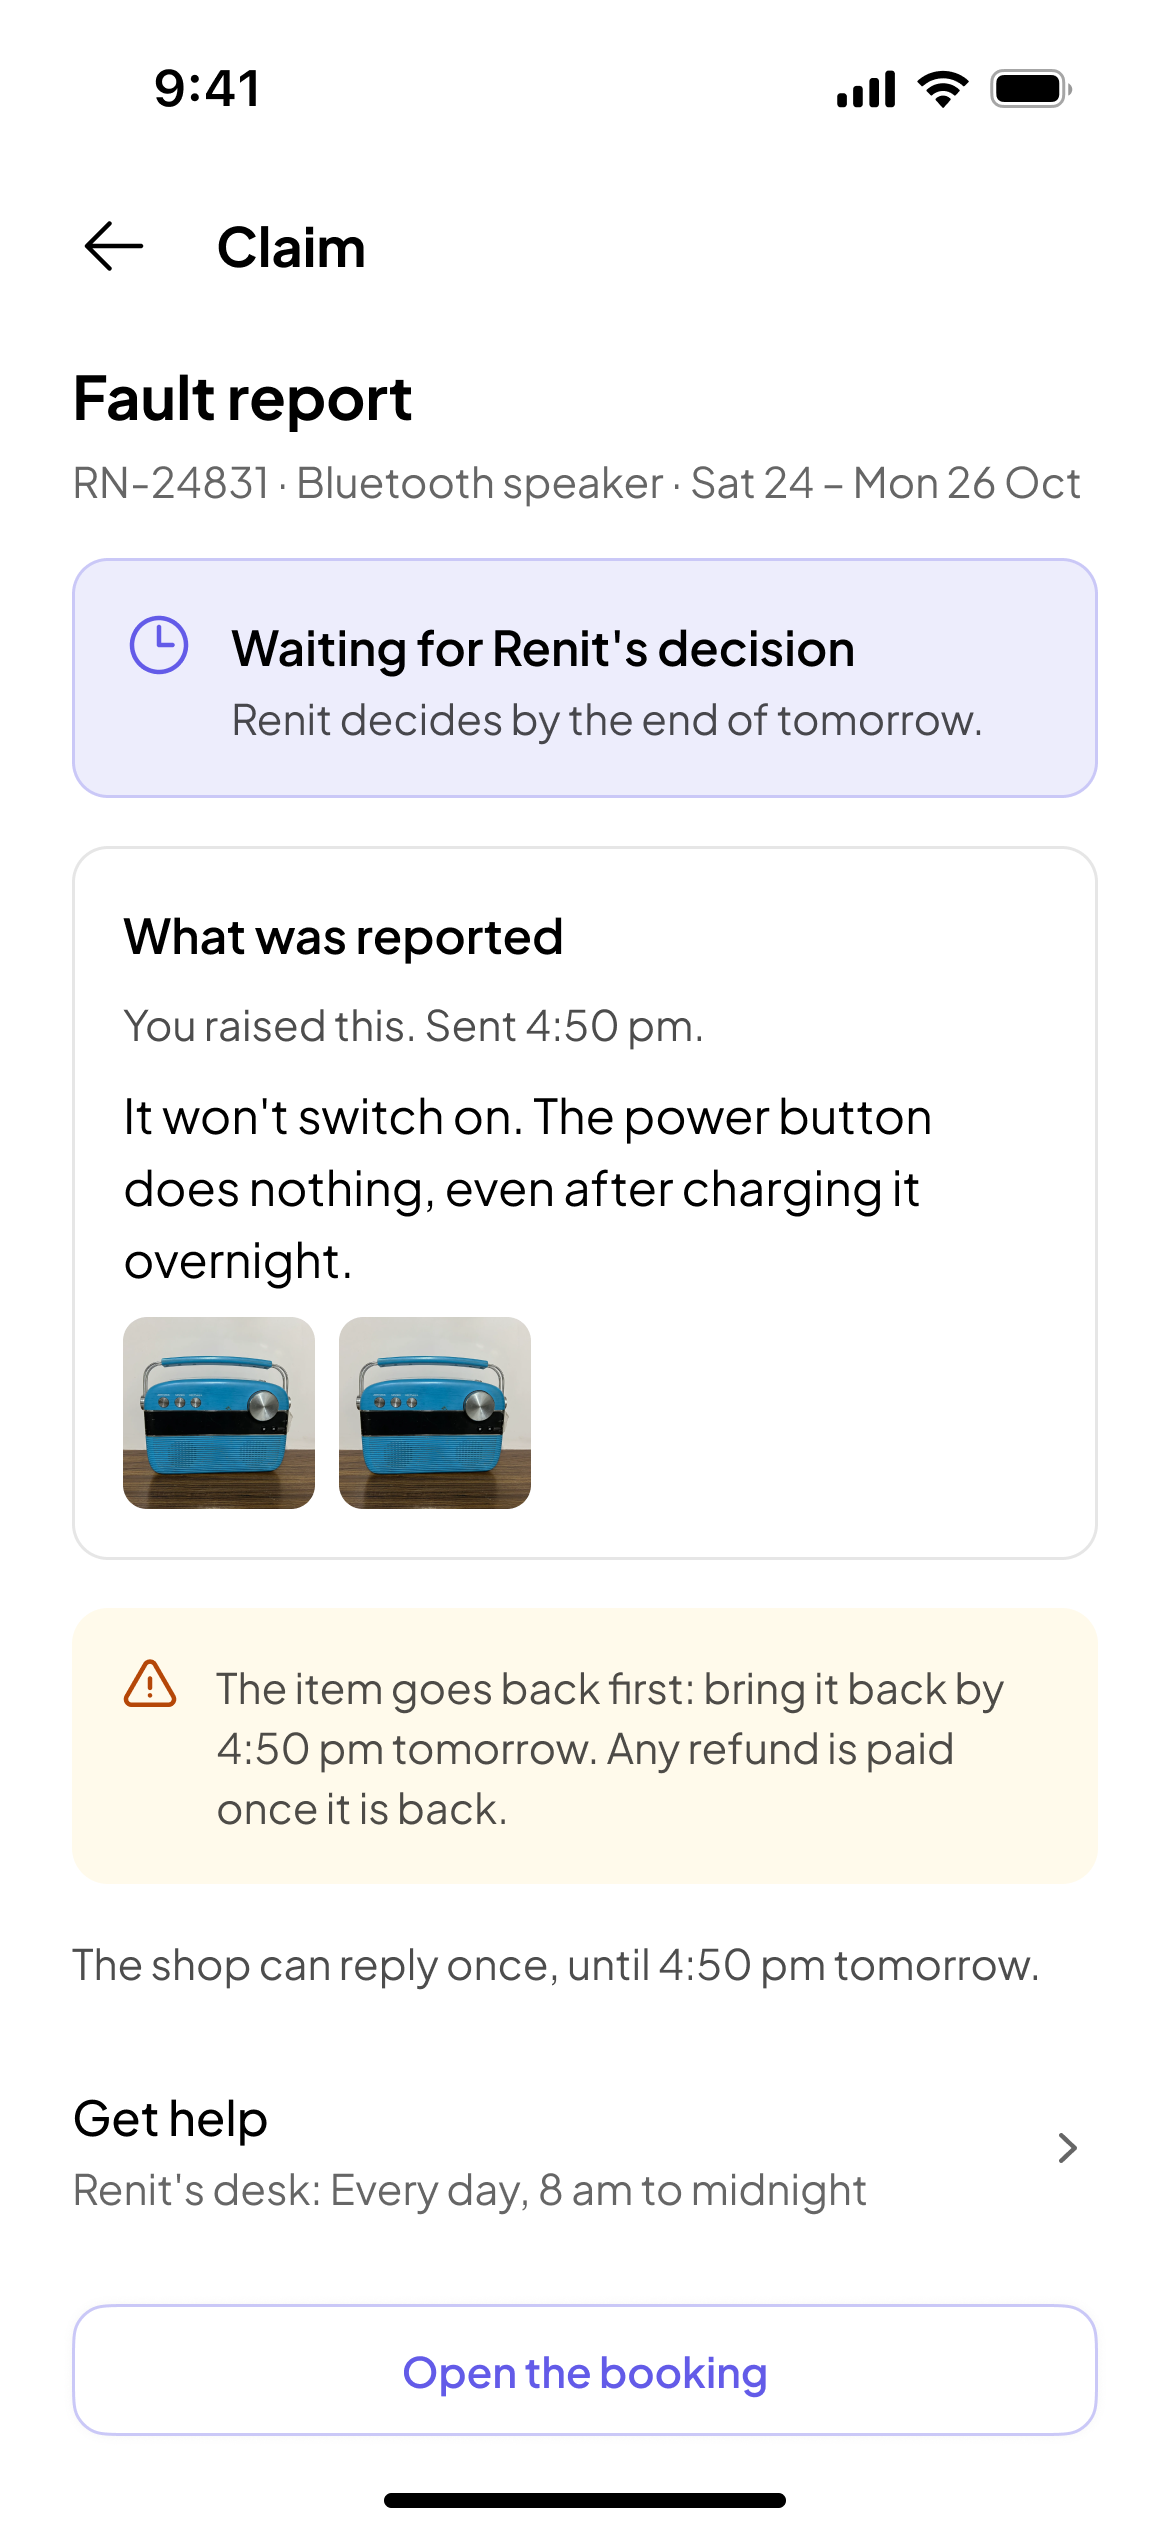 9:41
Claim
Fault report
RN-24831 · Bluetooth speaker · Sat 24 – Mon 26 Oct
Waiting for Renit's decision
Renit decides by the end of tomorrow.
What was reported
You raised this. Sent 4:50 pm.
It won't switch on. The power button
does nothing, even after charging it
overnight.
The item goes back first: bring it back by
4:50 pm tomorrow. Any refund is paid
once it is back.
The shop can reply once, until 4:50 pm tomorrow.
Get help
Renit's desk: Every day, 8 am to midnight
Open the booking